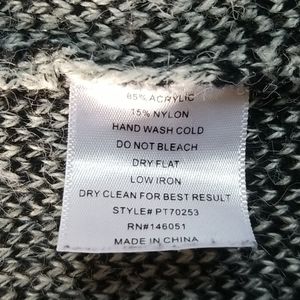 85% ACRYLIC
15% NYLON
HAND WASH COLD
DO NOT BLEACH
DRY FLAT
LOW IRON
DRY CLEAN FOR BEST RESULT
STYLE# PT70253
RN#146051
MADE IN CHINA